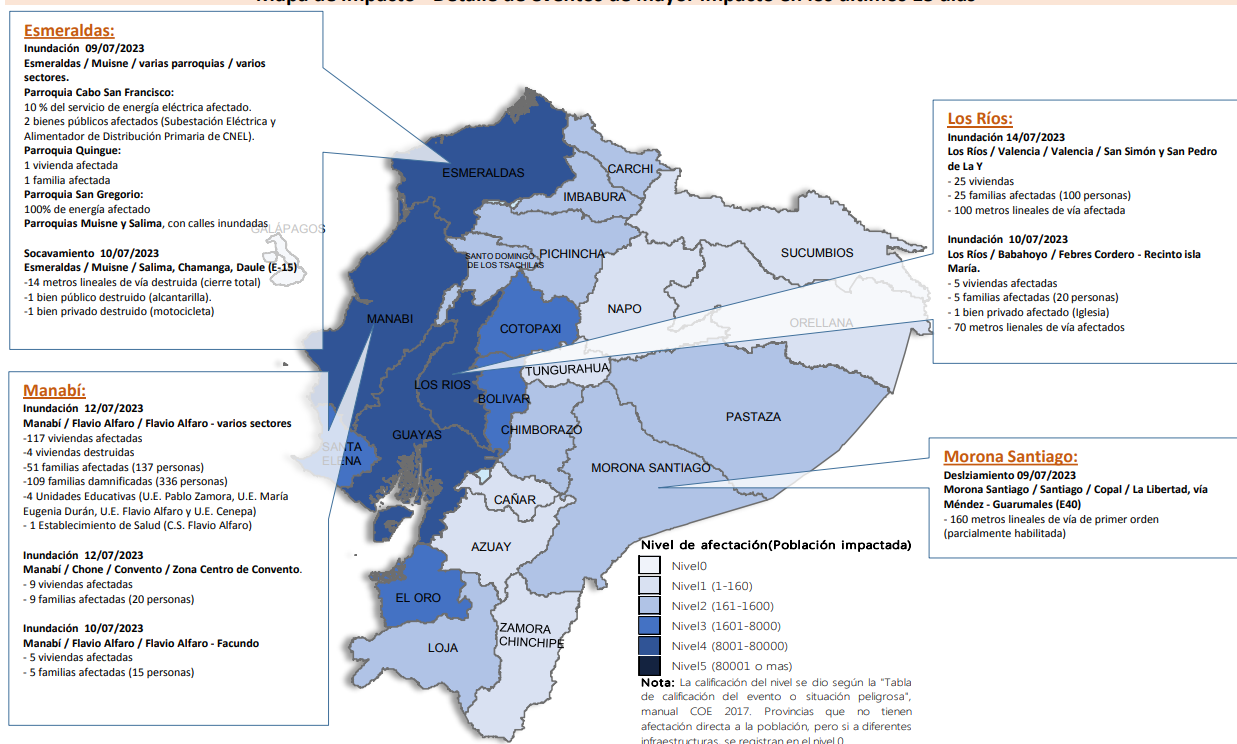 Mapa de Impacto - Detalle de eventos de mayor impacto en los últimos 15 días
Esmeraldas:
Inundación 09/07/2023
Esmeraldas / Muisne / varias parroquias / varios
sectores.
Parroquia Cabo San Francisco:
10 % del servicio de energía eléctrica afectado.
2 bienes públicos afectados (Subestación Eléctrica y
Alimentador de Distribución Primaria de CNEL).
Parroquia Quingue:
1 vivienda afectada
1 familia afectada
Parroquia San Gregorio:
100% de energía afectado
Parroquias Muisne y Salima, con calles inundadas
Socavamiento 10/07/2023
Esmeraldas / Muisne / Salima, Chamanga, Daule (E-15)
-14 metros lineales de vía destruida (cierre total)
-1 bien público destruido (alcantarilla).
-1 bien privado destruido (motocicleta)
Manabí:
Inundación 12/07/2023
Manabí / Flavio Alfaro / Flavio Alfaro - varios sectores
-117 viviendas afectadas
-4 viviendas destruidas
-51 familias afectadas (137 personas)
-109 familias damnificadas (336 personas)
-4 Unidades Educativas (U.E. Pablo Zamora, U.E. María
Eugenia Durán, U.E. Flavio Alfaro y U.E. Cenepa)
- 1 Establecimiento de Salud (C.S. Flavio Alfaro)
Inundación 12/07/2023
Manabí / Chone / Convento / Zona Centro de Convento.
- 9 viviendas afectadas
- 9 familias afectadas (20 personas)
Inundación 10/07/2023
Manabí / Flavio Alfaro / Flavio Alfaro - Facundo
- 5 viviendas afectadas
- 5 familias afectadas (15 personas)
GALÁPAGOS
ESMERALDAS
CARCHI
IMBABURA
SANTO DOMINGO
DE LOS TSACHILAS
PICHINCHA
SUCUMBIOS
NAPO
MANABI
COTOPAXI
ORELLANA
TUNGURAHUA
LOS RIOS
BOLIVAR
PASTAZA
CHIMBORAZO
GUAYAS
SANTA
ELENA
MORONA SANTIAGO
CAÑAR
AZUAY
EL ORO
ZAMORA
CHINCHIPE
LOJA
Los Ríos:
Inundación 14/07/2023
Los Ríos / Valencia / Valencia / San Simón y San Pedro
de La Y
- 25 viviendas
- 25 familias afectadas (100 personas)
- 100 metros lineales de vía afectada
Inundación 10/07/2023
Los Ríos / Babahoyo / Febres Cordero - Recinto isla
María.
- 5 viviendas afectadas
- 5 familias afectadas (20 personas)
- 1 bien privado afectado (Iglesia)
- 70 metros lienales de vía afectados
Morona Santiago:
Deslziamiento 09/07/2023
Morona Santiago / Santiago / Copal / La Libertad, vía
Méndez - Guarumales (E40)
- 160 metros lineales de vía de primer orden
(parcialmente habilitada)
Nivel de afectación(Población impactada)
Nivel0
Nivel1 (1-160)
Nivel2 (161-1600)
Nivel3 (1601-8000)
Nivel4 (8001-80000)
Nivel5 (80001 o mas)
Nota: La calificación del nivel se dio según la "Tabla
de calificación del evento o situación peligrosa",
manual COE 2017. Provincias que no tienen
afectación directa a la población, pero si a diferentes
infraestructuras, se registran en el nivel 0